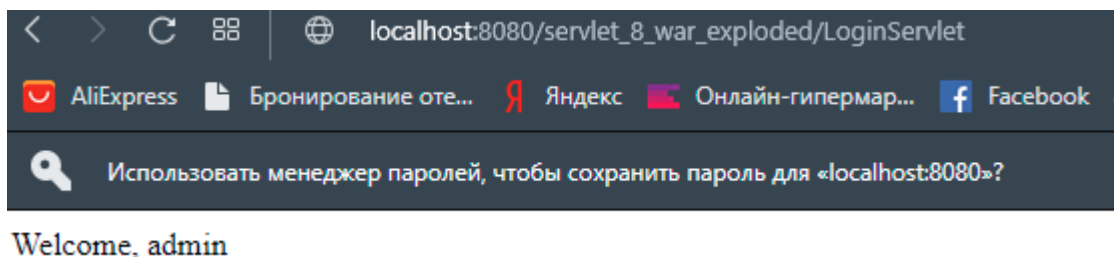 localhost:8080/servlet_8_war_exploded/LoginServlet
AliExpress Бронирование оте... Яндекс Онлайн-гипермар... Facebook
Использовать менеджер паролей, чтобы сохранить пароль для «localhost:8080»?
Welcome, admin